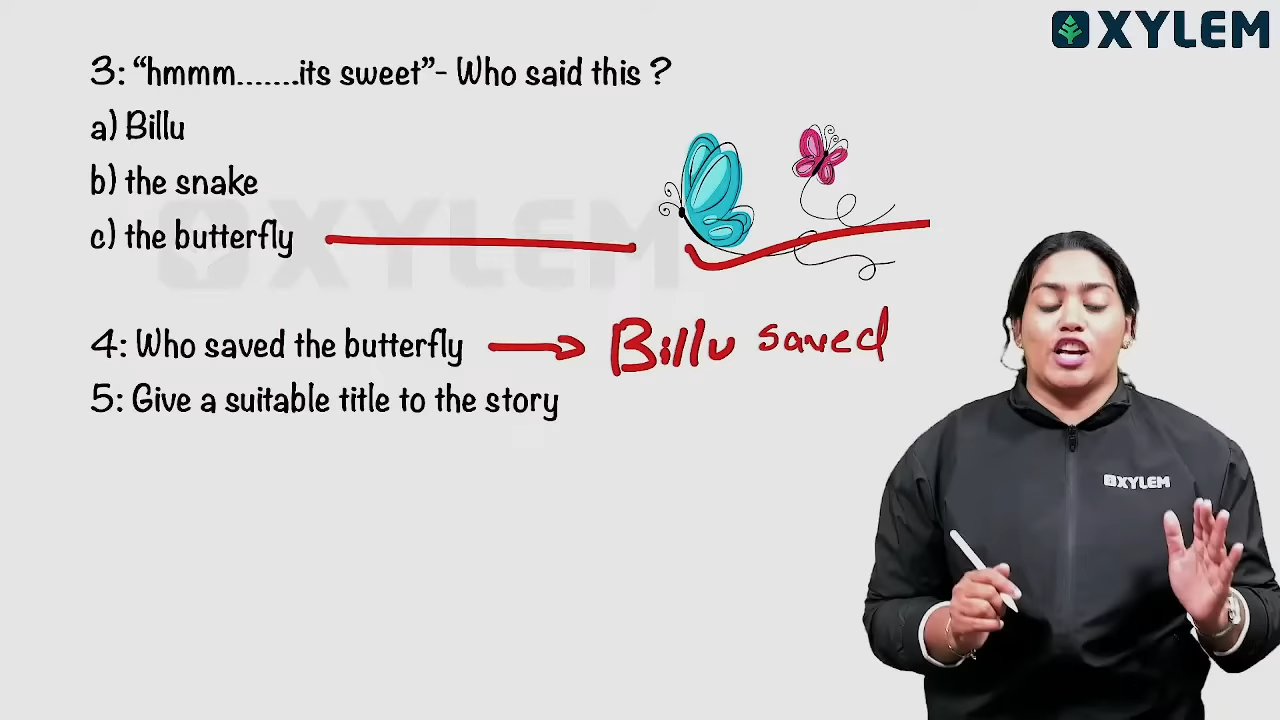 XYLEM
3: “hmmm.......its sweet”- Who said this ?
a) Billu
b) the snake
c) the butterfly
XYLEM
4: Who saved the butterfly → Billu saved
5: Give a suitable title to the story
XYLEM